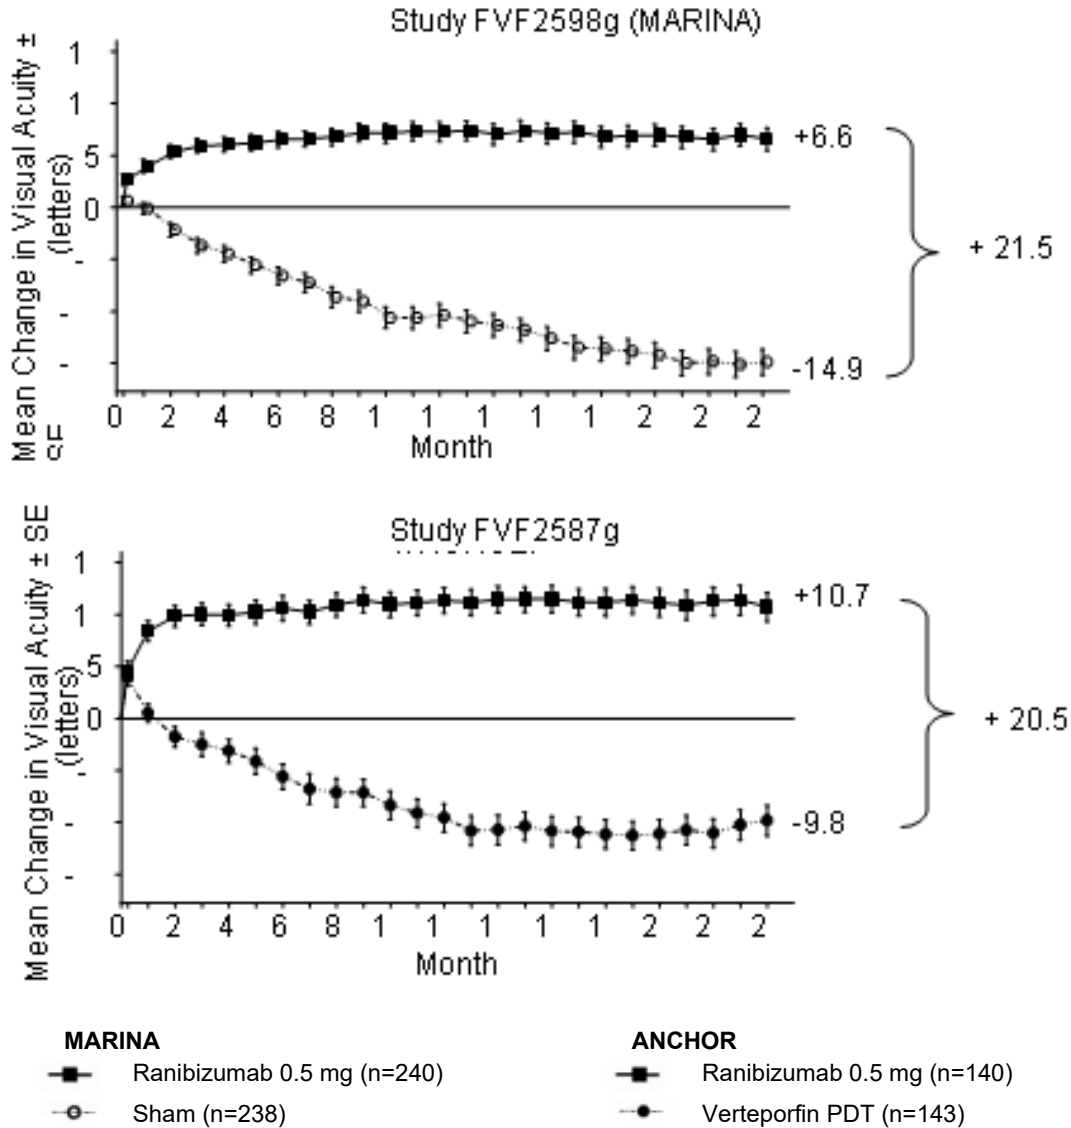 Study FVF2598g (MARINA)
Mean Change in Visual Acuity ±
(letters)
1
1
5
0
-
-
-
+6.6
+ 21.5
-14.9
0 2 4 6 8 1 1 1 1 1 2 2 2
Month
Study FVF2587g
Mean Change in Visual Acuity ± SE
(letters)
1
1
5
0
-
-
-
+10.7
+ 20.5
-9.8
0 2 4 6 8 1 1 1 1 1 2 2 2
Month
MARINA
Ranibizumab 0.5 mg (n=240)
Sham (n=238)
ANCHOR
Ranibizumab 0.5 mg (n=140)
Verteporfin PDT (n=143)